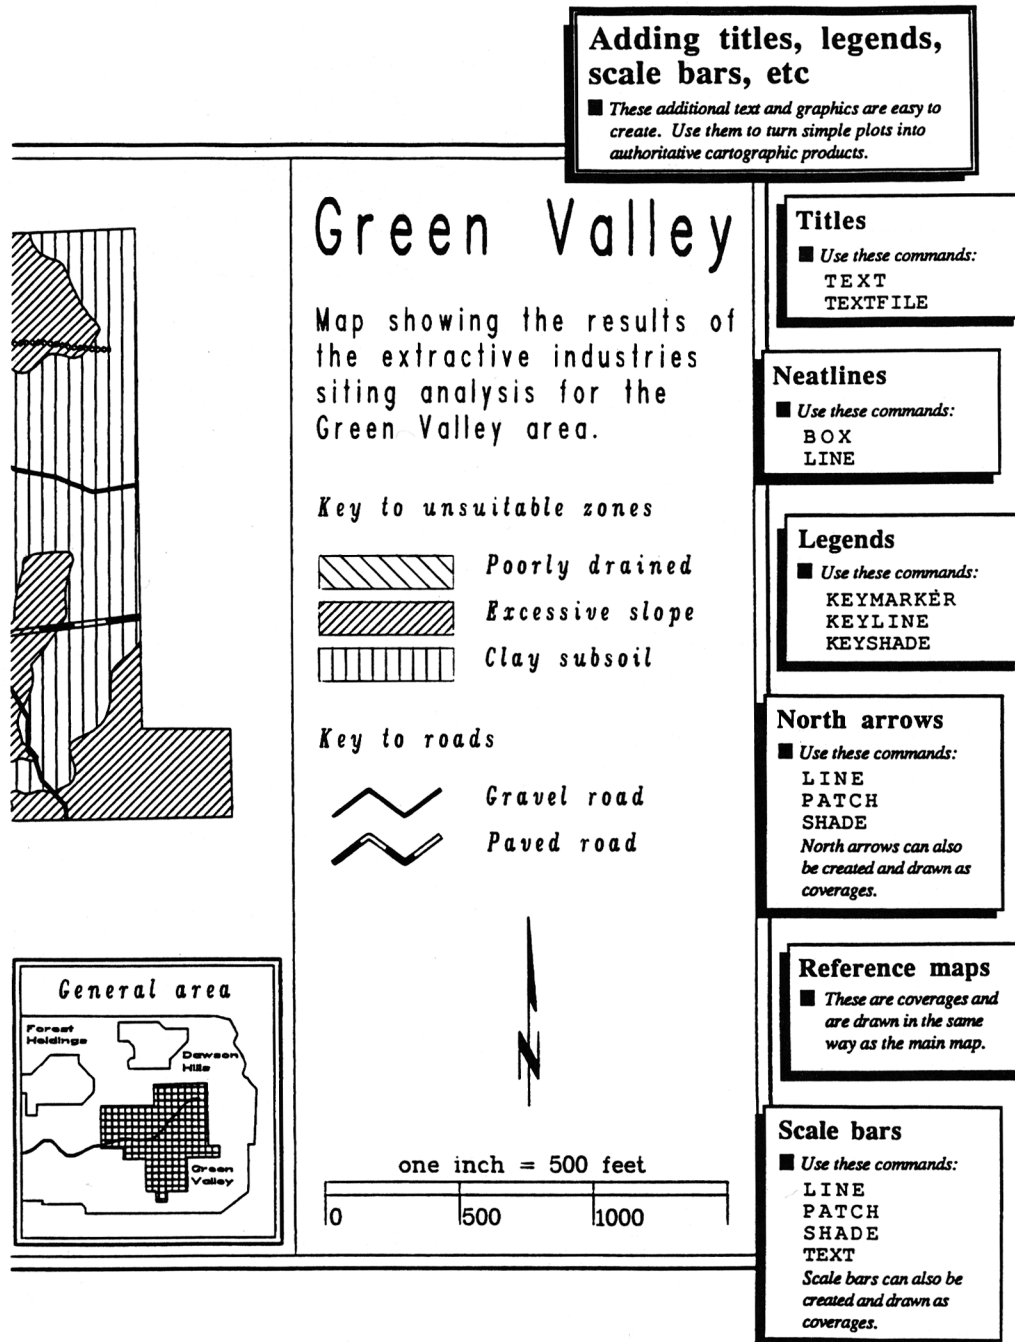 Adding titles, legends,
scale bars, etc
These additional text and graphics are easy to
create. Use them to turn simple plots into
authoritative cartographic products.
Green Valley
Map showing the results of
the extractive industries
siting analysis for the
Green Valley area.
Key to unsuitable zones
Poorly drained
Excessive slope
Clay subsoil
Key to roads
Gravel road
Paved road
N
one inch = 500 feet
0 500 1000
General area
Forest
Holdings
Dawson
Hills
Green
Valley
Titles
Use these commands:
TEXT
TEXTFILE
Neatlines
Use these commands:
BOX
LINE
Legends
Use these commands:
KEYMARKER
KEYLINE
KEYSHADE
North arrows
Use these commands:
LINE
PATCH
SHADE
North arrows can also
be created and drawn as
coverages.
Reference maps
These are coverages and
are drawn in the same
way as the main map.
Scale bars
Use these commands:
LINE
PATCH
SHADE
TEXT
Scale bars can also be
created and drawn as
coverages.